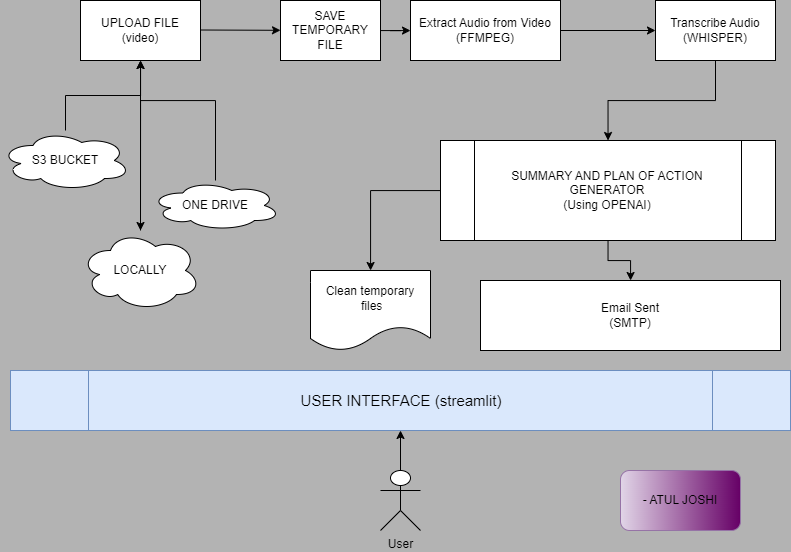 UPLOAD FILE
(video)
SAVE
TEMPORARY
FILE
Extract Audio from Video
(FFMPEG)
Transcribe Audio
(WHISPER)
S3 BUCKET
ONE DRIVE
LOCALLY
SUMMARY AND PLAN OF ACTION
GENERATOR
(Using OPENAI)
Clean temporary
files
Email Sent
(SMTP)
USER INTERFACE (streamlit)
User
- ATUL JOSHI